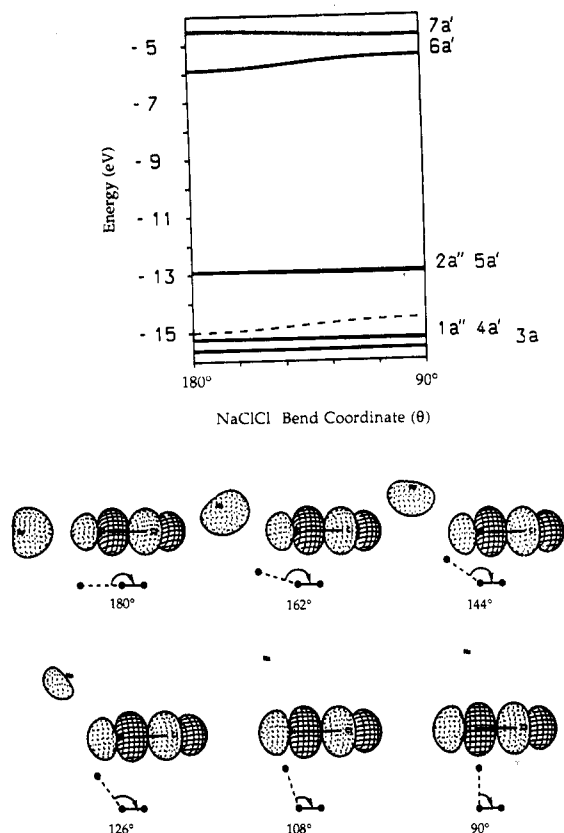 7a'
6a'
- 5
- 7
- 9
- 11
- 13
- 15
Energy (eV)
2a'' 5a'
1a'' 4a' 3a
180° 90°
NaClCl Bend Coordinate (θ)
180° 162° 144°
126° 108° 90°